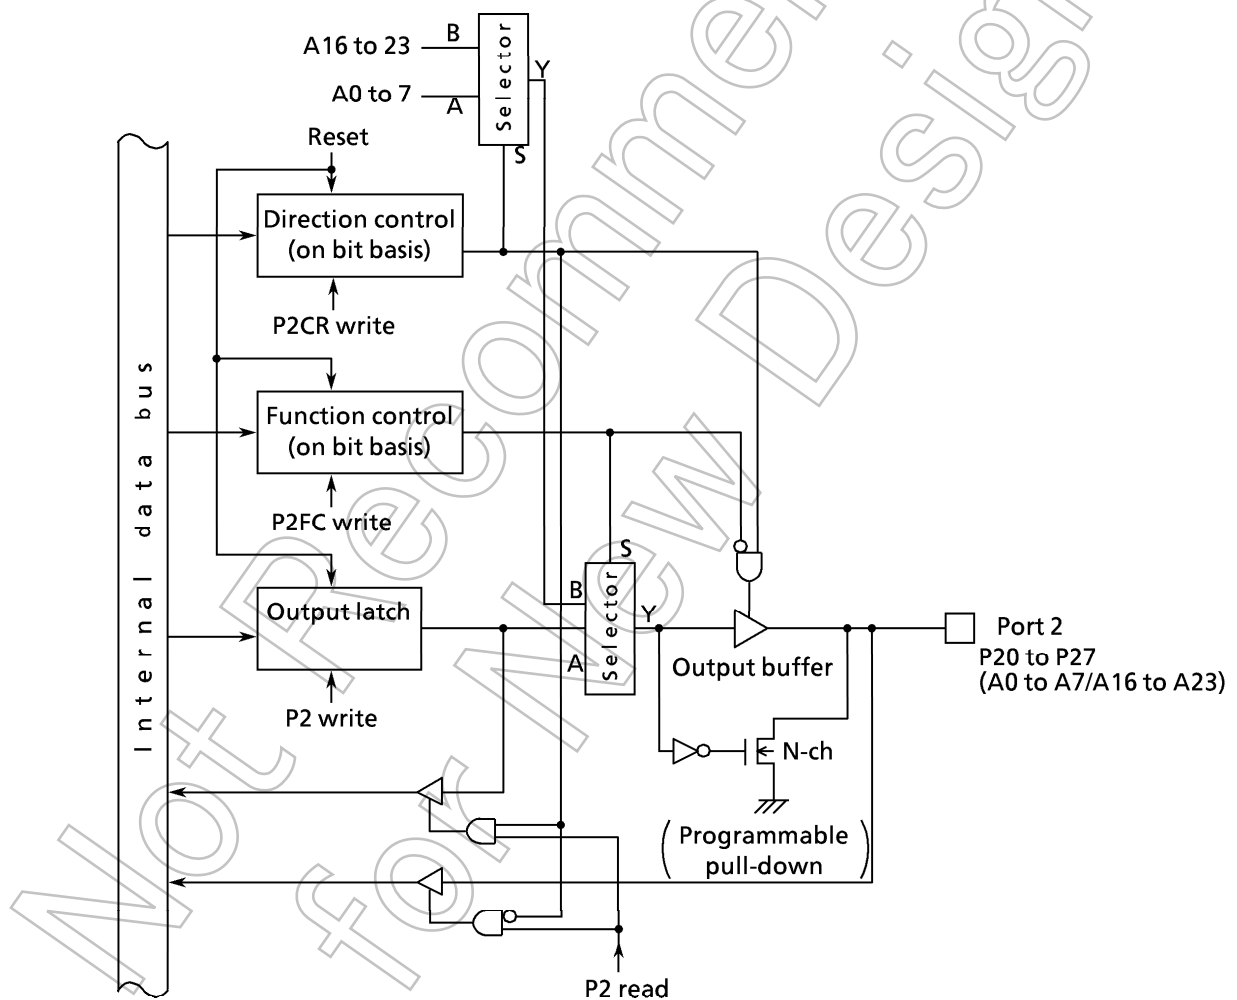 A16 to 23
B
A0 to 7
A
Selector
Y
S
Reset
Direction control
(on bit basis)
P2CR write
Function control
(on bit basis)
P2FC write
Internal data bus
Output latch
P2 write
S
B
A
Selector
Y
Output buffer
Port 2
P20 to P27
(A0 to A7/A16 to A23)
N-ch
(Programmable
pull-down)
P2 read
Not Recommended
for New Design